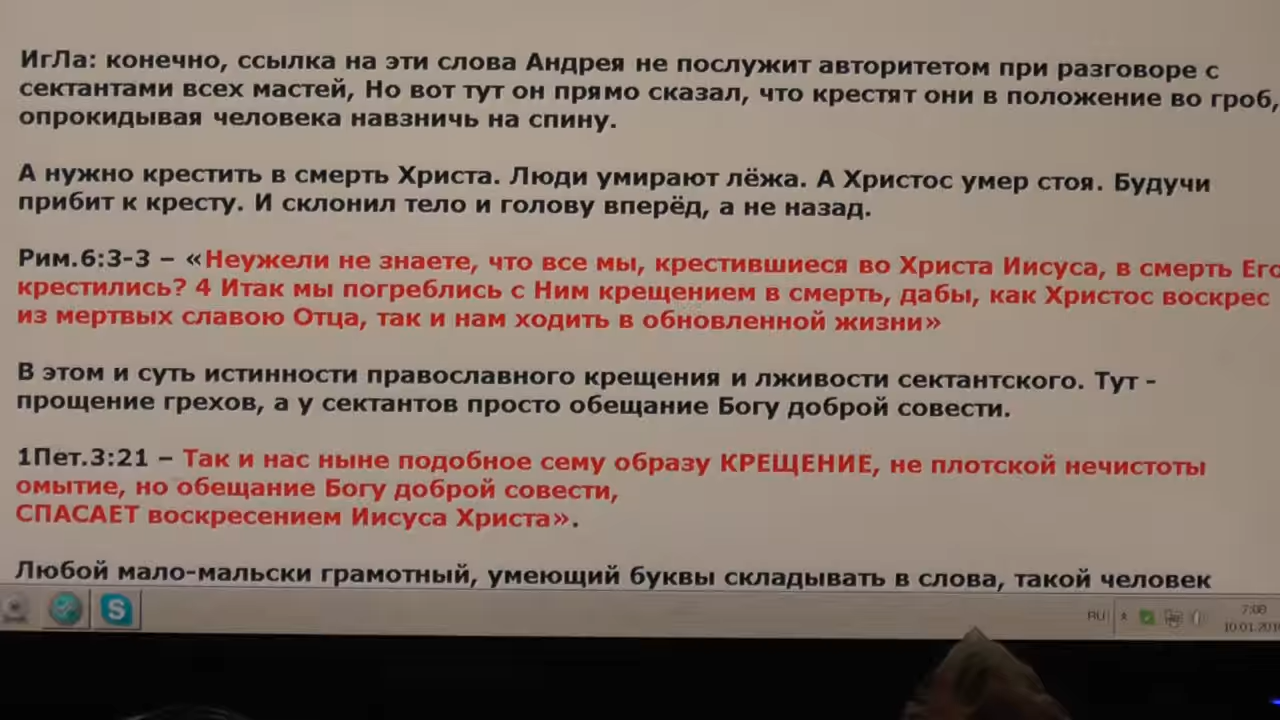 ИгЛа: конечно, ссылка на эти слова Андрея не послужит авторитетом при разговоре с
сектантами всех мастей, Но вот тут он прямо сказал, что крестят они в положение во гроб,
опрокидывая человека навзничь на спину.
А нужно крестить в смерть Христа. Люди умирают лёжа. А Христос умер стоя. Будучи
прибит к кресту. И склонил тело и голову вперёд, а не назад.
Рим.6:3-3 – «Неужели не знаете, что все мы, крестившиеся во Христа Иисуса, в смерть Его
крестились? 4 Итак мы погреблись с Ним крещением в смерть, дабы, как Христос воскрес
из мертвых славою Отца, так и нам ходить в обновленной жизни»
В этом и суть истинности православного крещения и лживости сектантского. Тут -
прощение грехов, а у сектантов просто обещание Богу доброй совести.
1Пет.3:21 – Так и нас ныне подобное сему образу КРЕЩЕНИЕ, не плотской нечистоты
омытие, но обещание Богу доброй совести,
СПАСАЕТ воскресением Иисуса Христа».
Любой мало-мальски грамотный, умеющий буквы складывать в слова, такой человек
RU 7:08